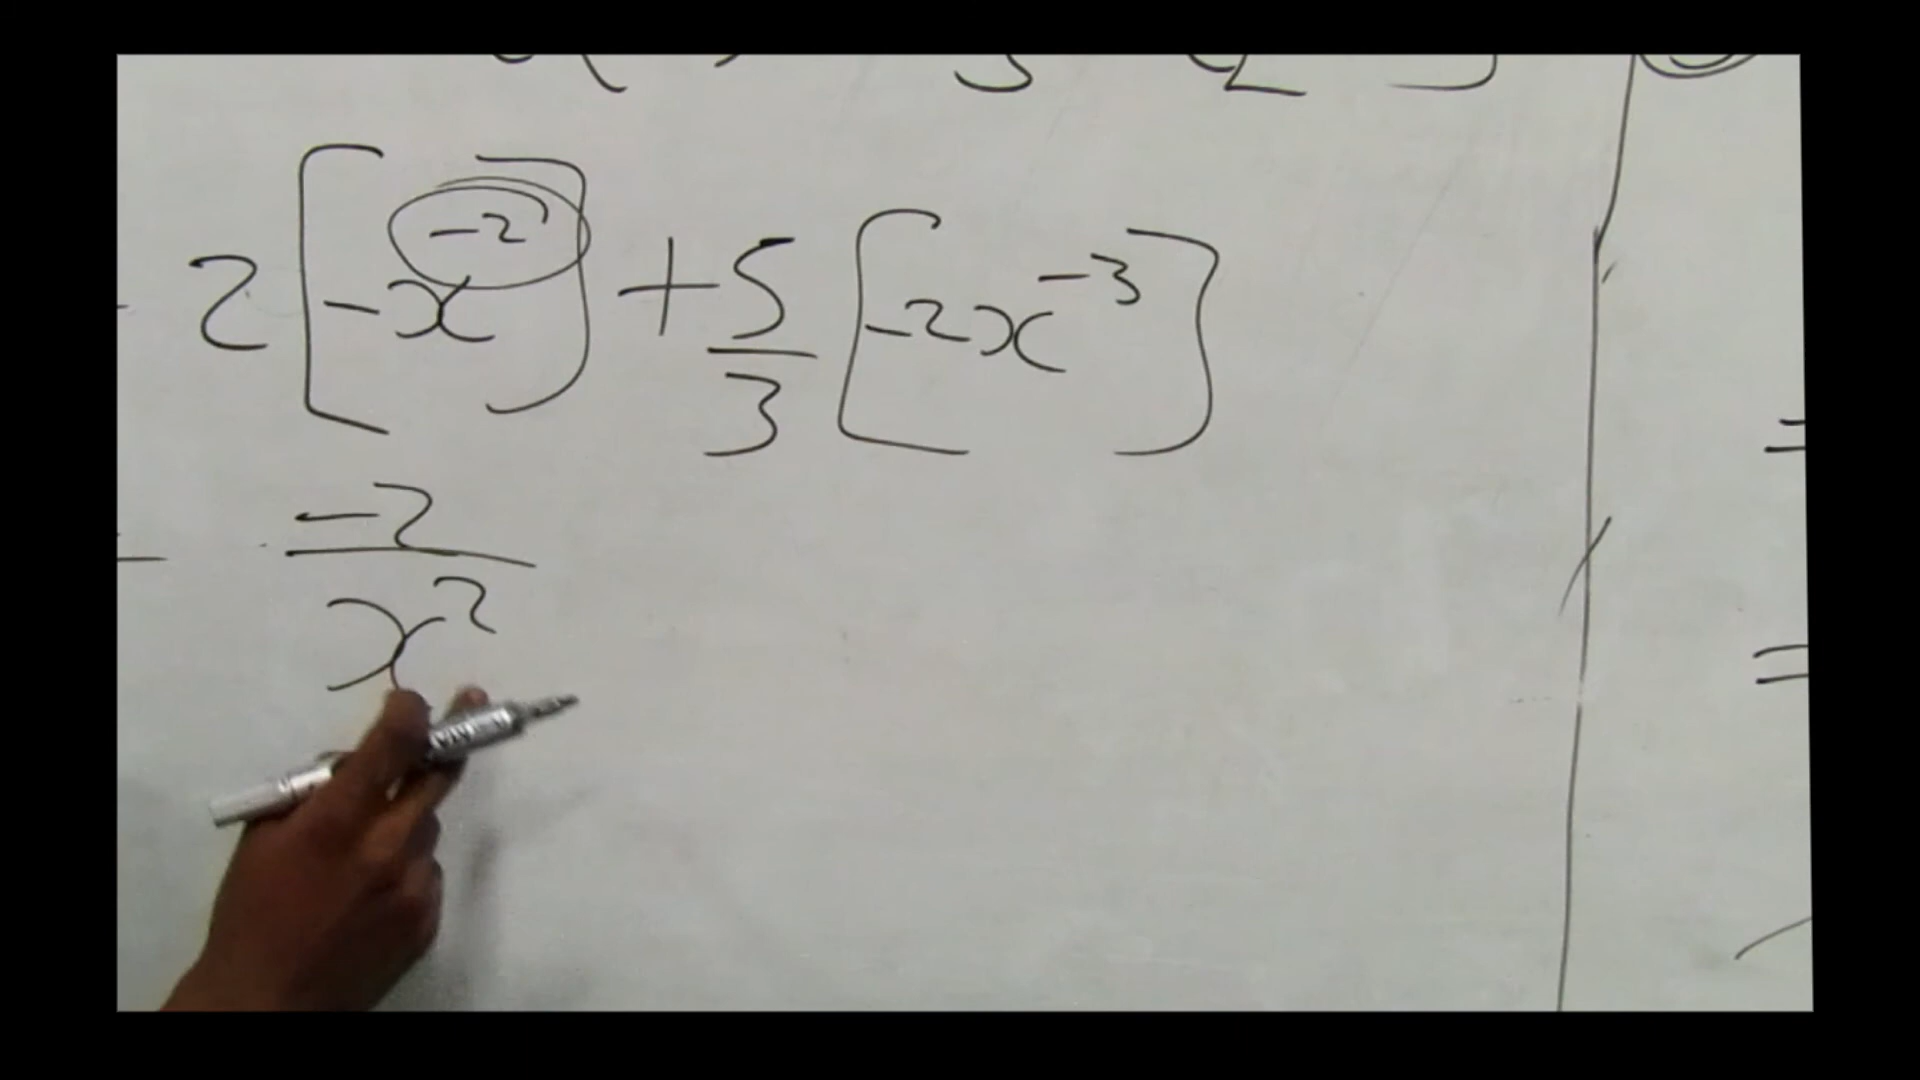 2[-x^{-2}] + 5/3 [-2x^{-3}]
= -2/x^2
=
=